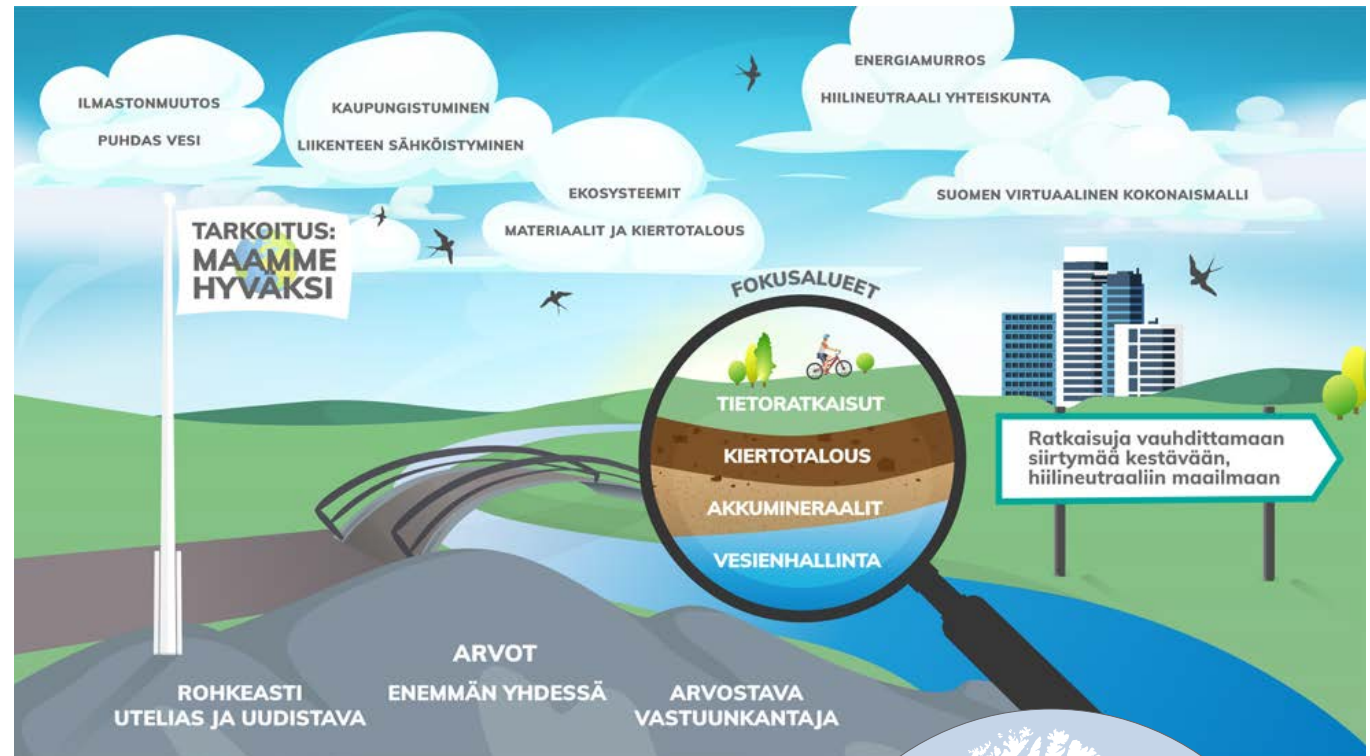 ILMASTONMUUTOS
PUHDAS VESI
KAUPUNGISTUMINEN
LIIKENTEEN SÄHKÖISTYMINEN
EKOSYSTEEMIT
MATERIAALIT JA KIERTOTALOUS
ENERGIAMURROS
HIILINEUTRAALI YHTEISKUNTA
SUOMEN VIRTUAALINEN KOKONAISMALLI
TARKOITUS:
MAAMME
HYVÄKSI
FOKUSALUEET
TIETORATKAISUT
KIERTOTALOUS
AKKUMINERAALIT
VESIENHALLINTA
Ratkaisuja vauhdittamaan
siirtymää kestävään,
hiilineutraaliin maailmaan
ARVOT
ROHKEASTI
UTELIAS JA UUDISTAVA
ENEMMÄN YHDESSÄ
ARVOSTAVA
VASTUUNKANTAJA